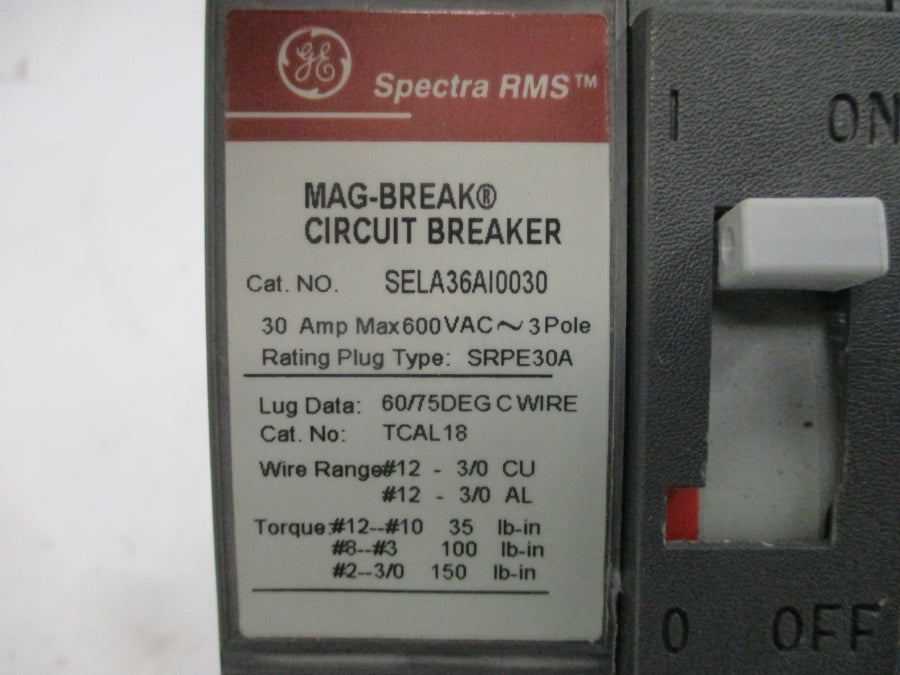 GE
Spectra RMS™
MAG-BREAK®
CIRCUIT BREAKER
Cat. NO. SELA36AI0030
30 Amp Max 600 VAC ~ 3 Pole
Rating Plug Type: SRPE30A
Lug Data: 60/75DEG C WIRE
Cat. No: TCAL18
Wire Range#12 - 3/0 CU
#12 - 3/0 AL
Torque:#12--#10 35 lb-in
#8--#3 100 lb-in
#2--3/0 150 lb-in
I ON
O OFF